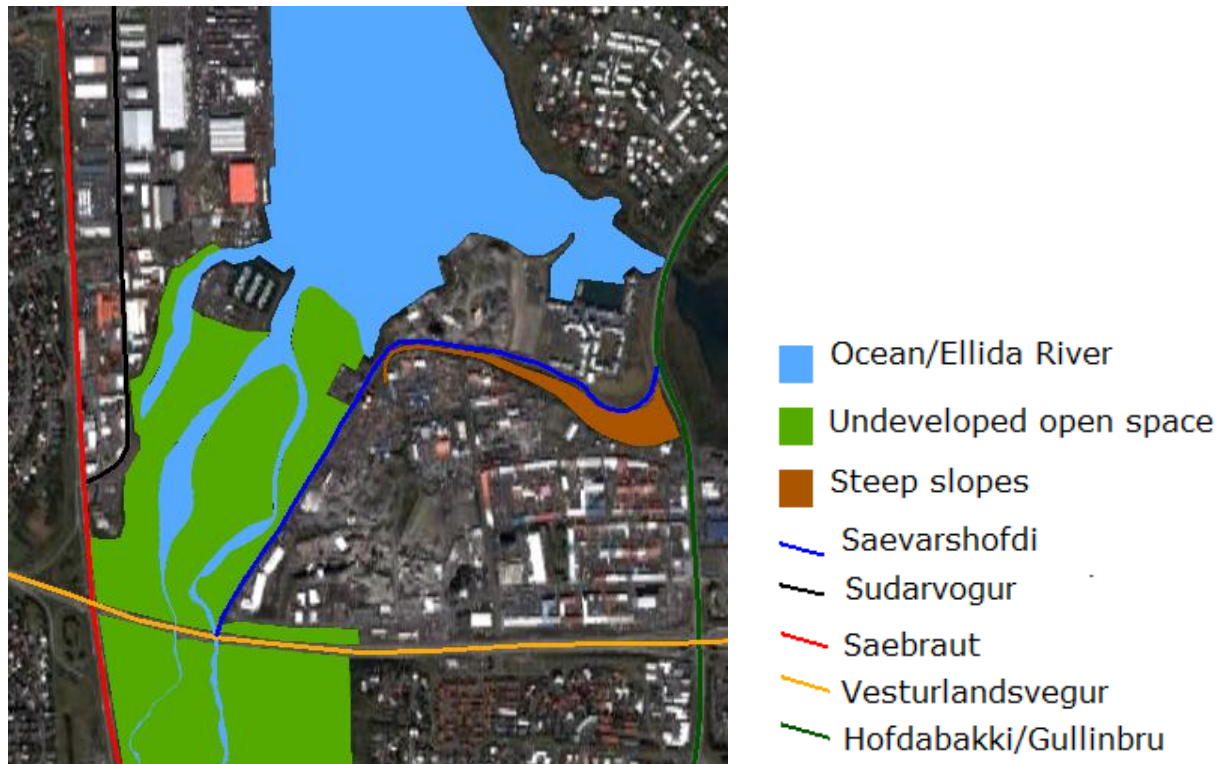 Ocean/Ellida River
Undeveloped open space
Steep slopes
Saevarshofdi
Sudarvogur
Saebraut
Vesturlandsvegur
Hofdabakki/Gullinbru